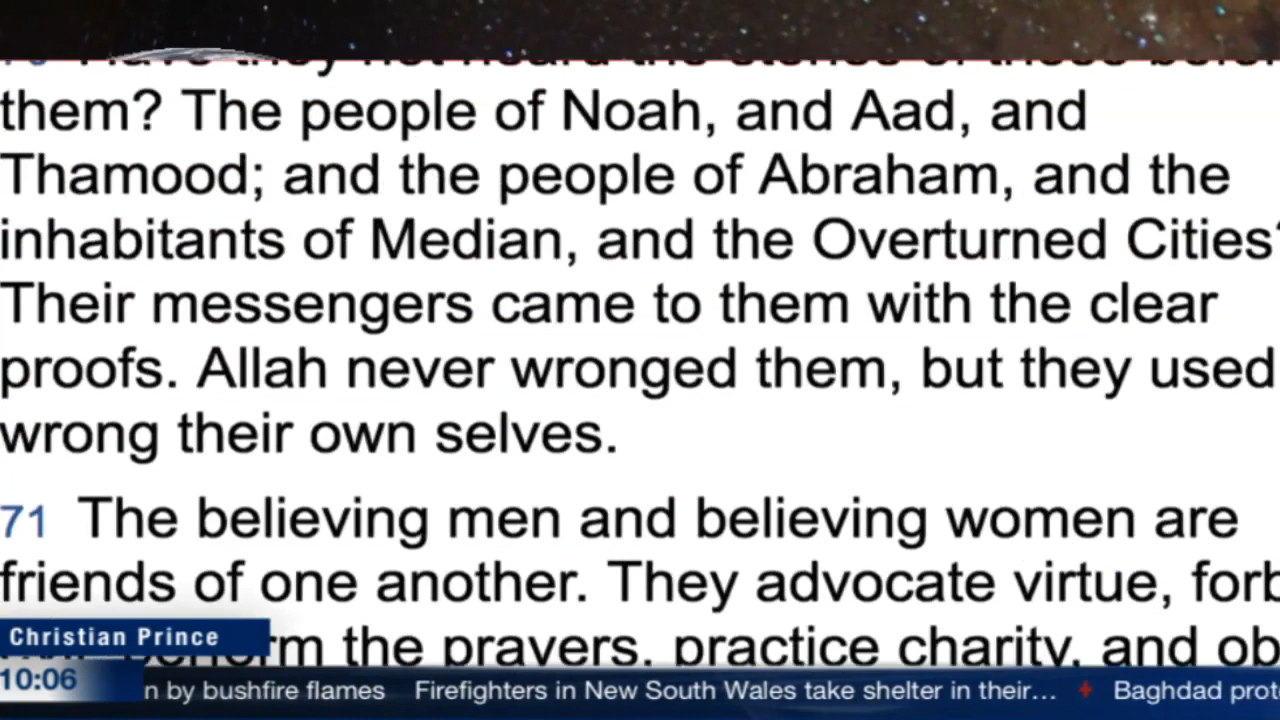 them? The people of Noah, and Aad, and
Thamood; and the people of Abraham, and the
inhabitants of Median, and the Overturned Cities?
Their messengers came to them with the clear
proofs. Allah never wronged them, but they used
wrong their own selves.
71 The believing men and believing women are
friends of one another. They advocate virtue, forb
Christian Prince
the prayers, practice charity, and ob
10:06
n by bushfire flames Firefighters in New South Wales take shelter in their... Baghdad prot